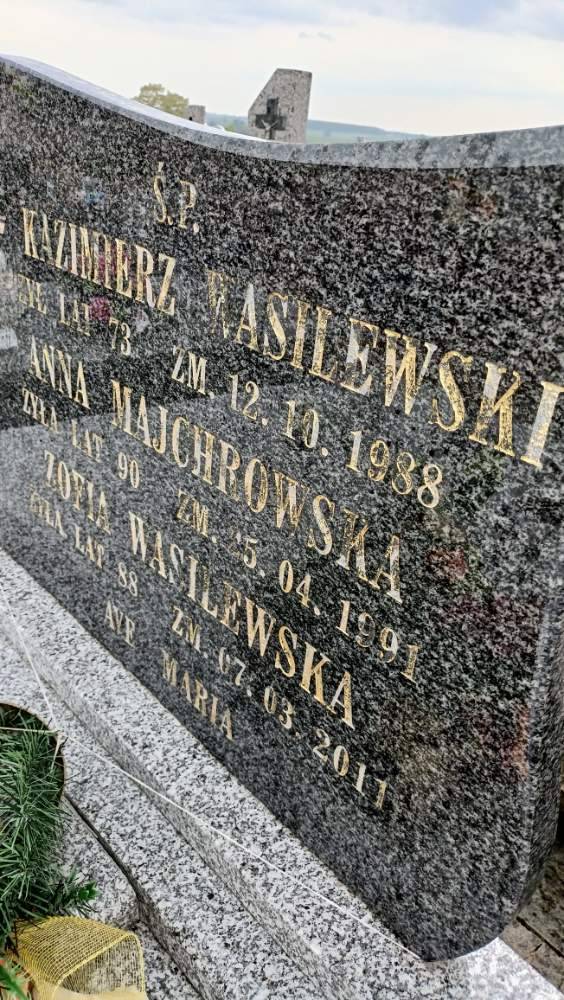 Ś.P.
KAZIMIERZ WASILEWSKI
ŻYŁ LAT 73 ZM 12.10.1988
ANNA MAJCHROWSKA
ŻYŁA LAT 90 ZM. 25.04.1991
ZOFIA WASILEWSKA
ŻYŁA LAT 88 ZM.07.03.2011
AVE MARIA